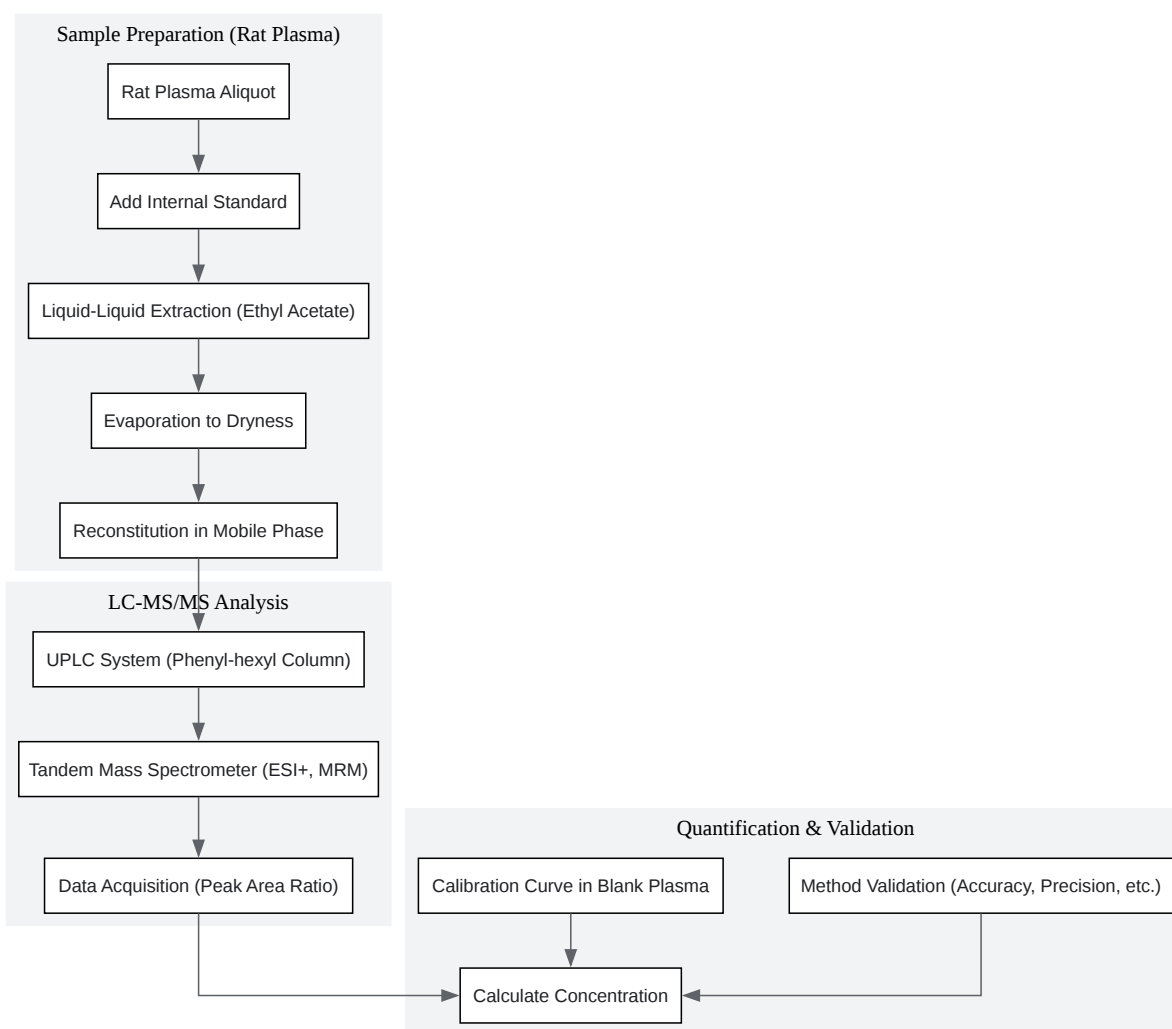 Sample Preparation (Rat Plasma)
Rat Plasma Aliquot
Add Internal Standard
Liquid-Liquid Extraction (Ethyl Acetate)
Evaporation to Dryness
Reconstitution in Mobile Phase
LC-MS/MS Analysis
UPLC System (Phenyl-hexyl Column)
Tandem Mass Spectrometer (ESI+, MRM)
Data Acquisition (Peak Area Ratio)
Quantification & Validation
Calibration Curve in Blank Plasma
Method Validation (Accuracy, Precision, etc.)
Calculate Concentration